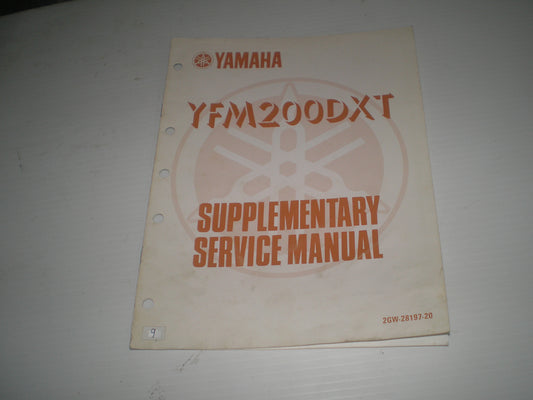 YAMAHA
YFM200DXT
SUPPLEMENTARY
SERVICE MANUAL
2GW-28197-20
9